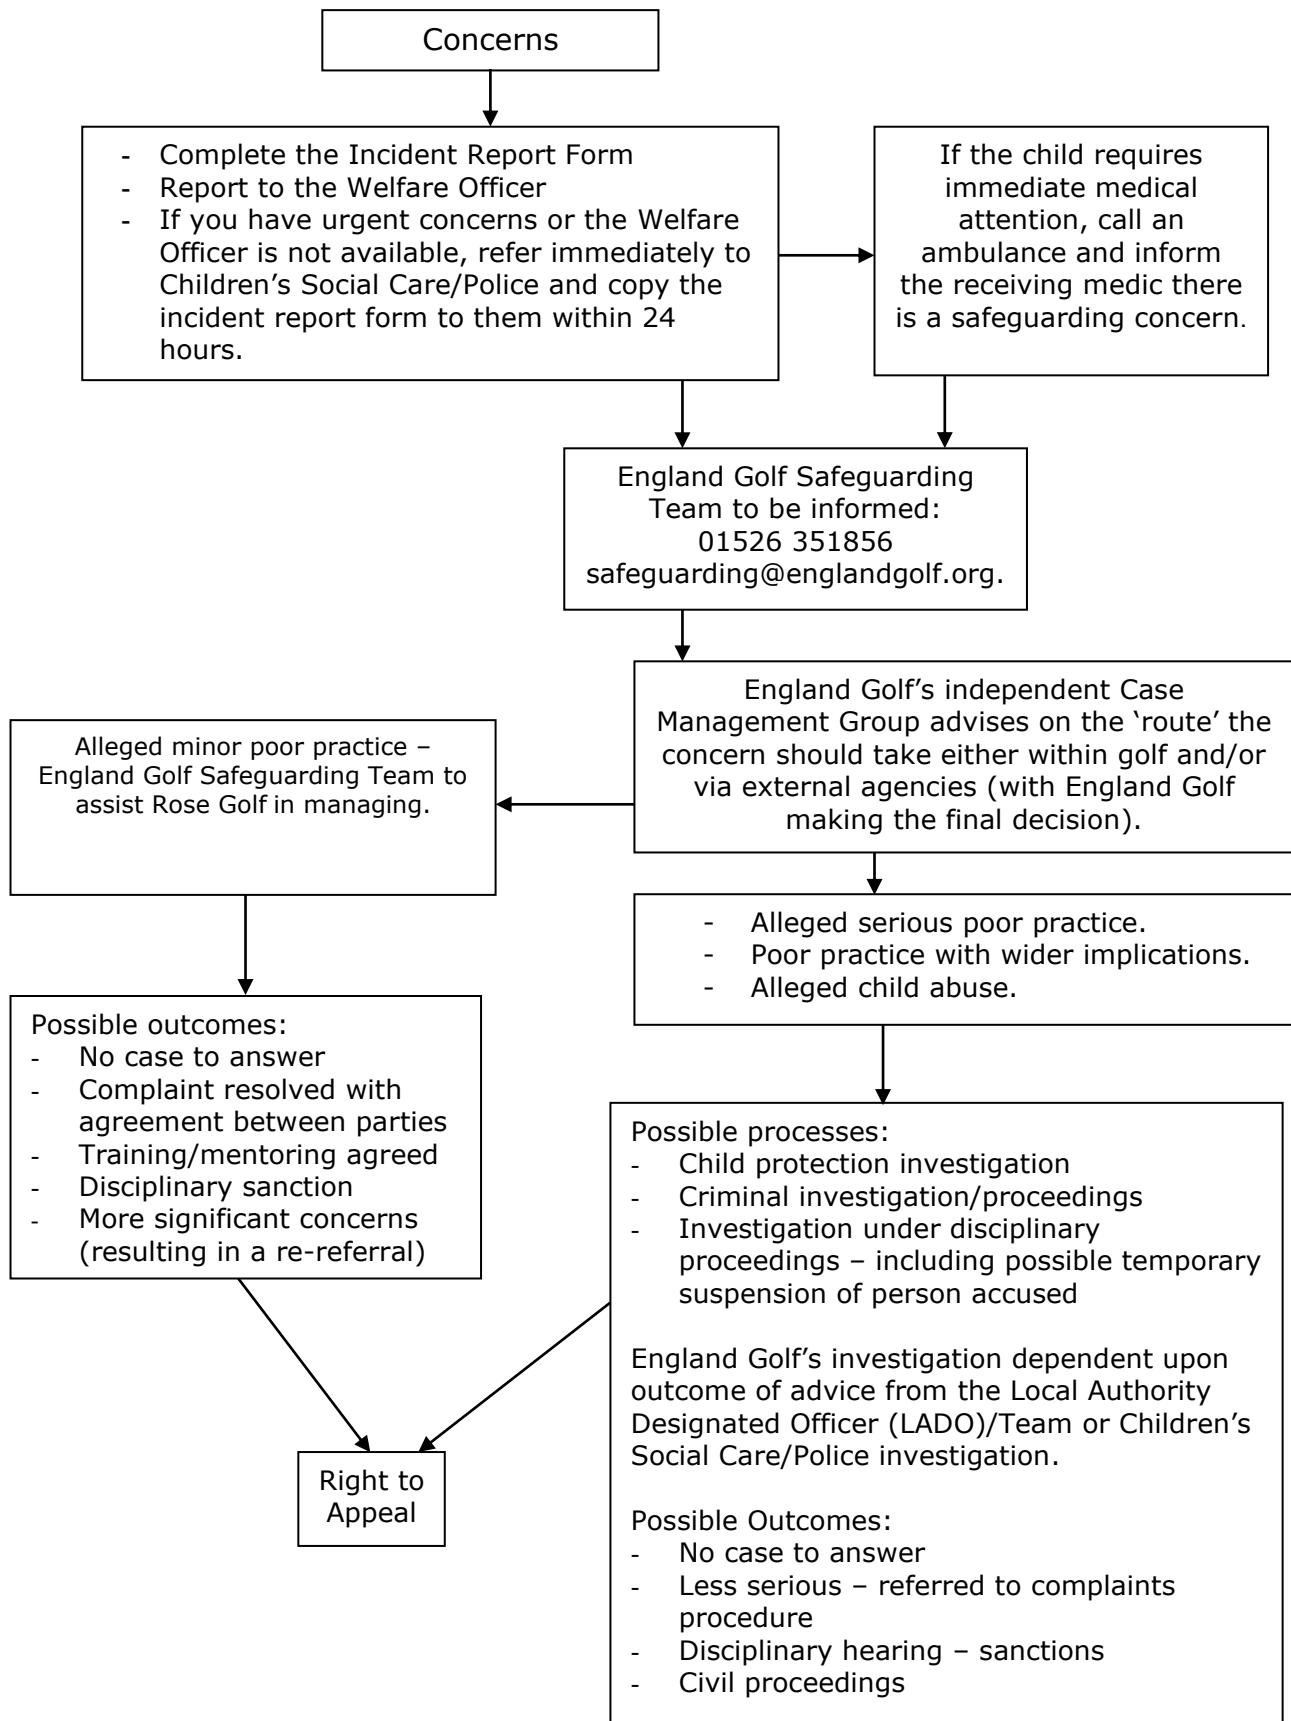 Concerns
- Complete the Incident Report Form
- Report to the Welfare Officer
- If you have urgent concerns or the Welfare
Officer is not available, refer immediately to
Children’s Social Care/Police and copy the
incident report form to them within 24
hours.
If the child requires
immediate medical
attention, call an
ambulance and inform
the receiving medic there
is a safeguarding concern.
England Golf Safeguarding
Team to be informed:
01526 351856
safeguarding@englandgolf.org.
England Golf’s independent Case
Management Group advises on the ‘route’ the
concern should take either within golf and/or
via external agencies (with England Golf
making the final decision).
Alleged minor poor practice –
England Golf Safeguarding Team to
assist Rose Golf in managing.
- Alleged serious poor practice.
- Poor practice with wider implications.
- Alleged child abuse.
Possible outcomes:
- No case to answer
- Complaint resolved with
agreement between parties
- Training/mentoring agreed
- Disciplinary sanction
- More significant concerns
(resulting in a re-referral)
Possible processes:
- Child protection investigation
- Criminal investigation/proceedings
- Investigation under disciplinary
proceedings – including possible temporary
suspension of person accused
England Golf’s investigation dependent upon
outcome of advice from the Local Authority
Designated Officer (LADO)/Team or Children’s
Social Care/Police investigation.
Possible Outcomes:
- No case to answer
- Less serious – referred to complaints
procedure
- Disciplinary hearing – sanctions
- Civil proceedings
Right to
Appeal